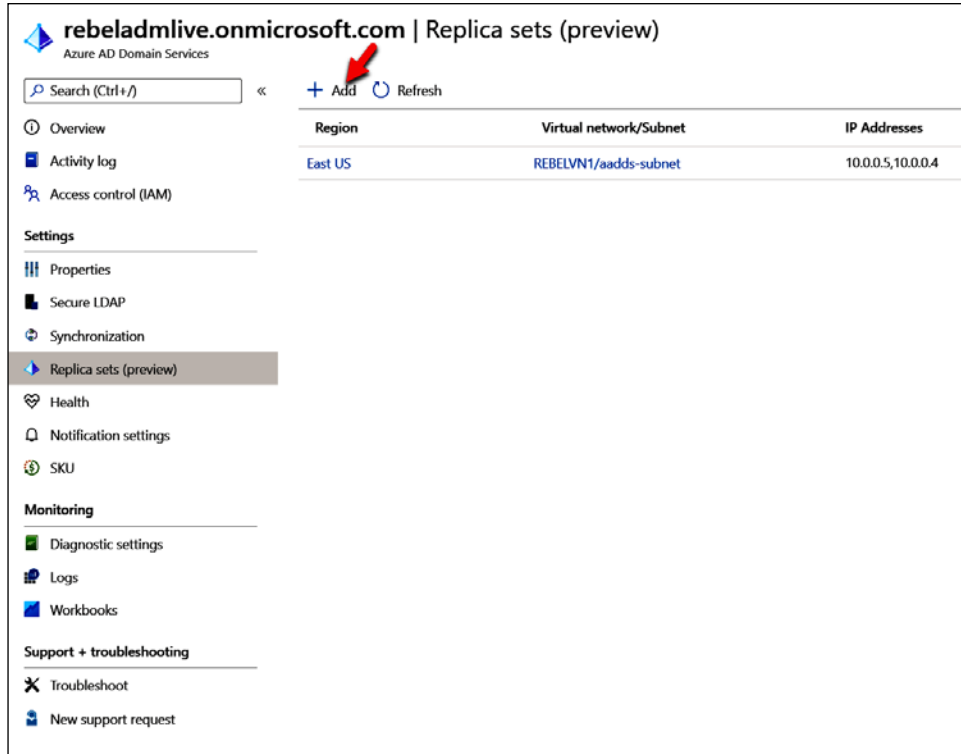 rebeladmlive.onmicrosoft.com | Replica sets (preview)
Azure AD Domain Services
Search (Ctrl+/)
«
Add
Refresh
Overview
Activity log
Access control (IAM)
Settings
Properties
Secure LDAP
Synchronization
Replica sets (preview)
Health
Notification settings
SKU
Monitoring
Diagnostic settings
Logs
Workbooks
Support + troubleshooting
Troubleshoot
New support request
Region Virtual network/Subnet IP Addresses
East US REBELVN1/aadds-subnet 10.0.0.5,10.0.0.4